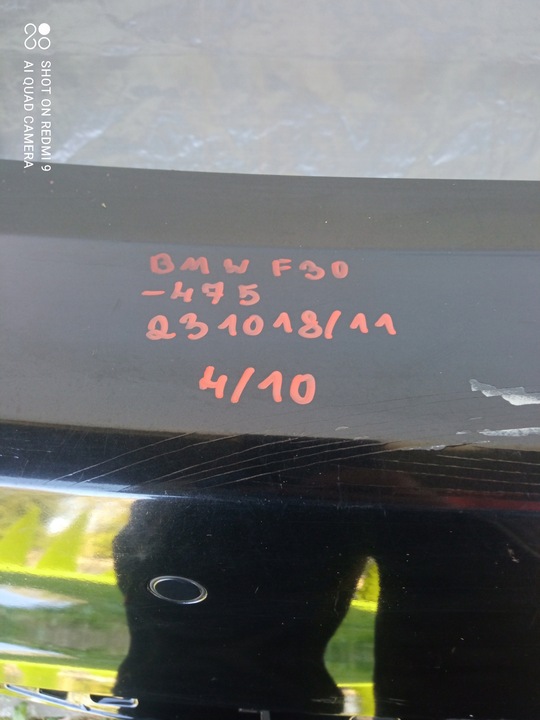 SHOT ON REDMI 9
AI QUAD CAMERA
BMW F30
-475
231018/11
4/10